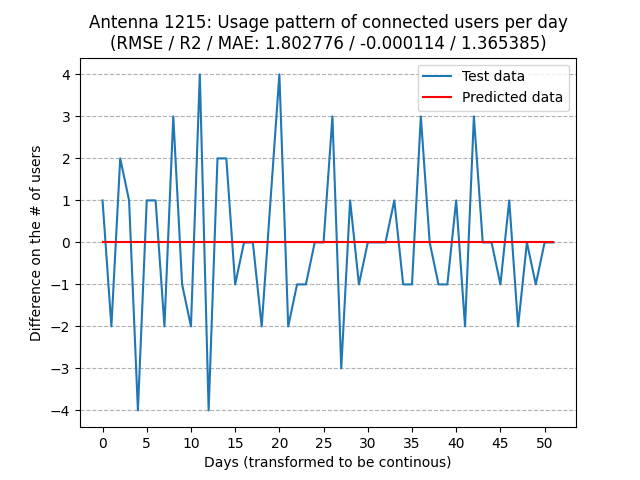 Antenna 1215: Usage pattern of connected users per day
(RMSE / R2 / MAE: 1.802776 / -0.000114 / 1.365385)
Test data
Predicted data
Difference on the # of users
4
3
2
1
0
−1
−2
−3
−4
0 5 10 15 20 25 30 35 40 45 50
Days (transformed to be continous)